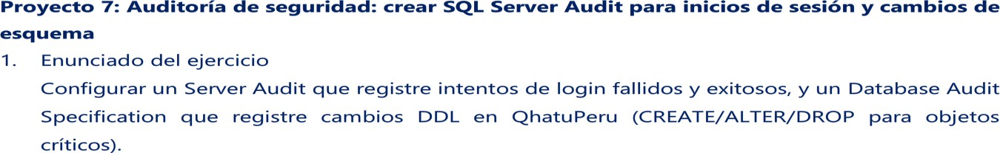 Proyecto 7: Auditoría de seguridad: crear SQL Server Audit para inicios de sesión y cambios de
esquema
1. Enunciado del ejercicio
Configurar un Server Audit que registre intentos de login fallidos y exitosos, y un Database Audit
Specification que registre cambios DDL en QhatuPeru (CREATE/ALTER/DROP para objetos
críticos).